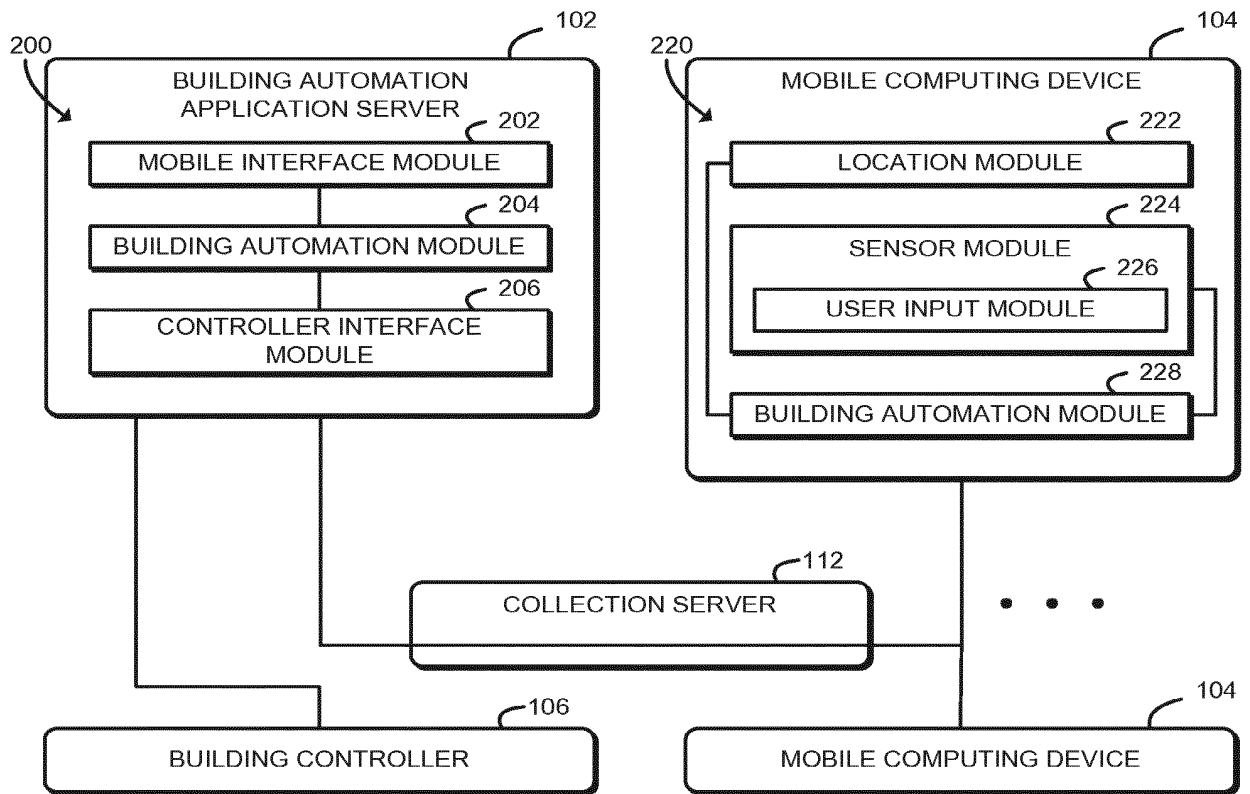 102
200
BUILDING AUTOMATION
APPLICATION SERVER
202
MOBILE INTERFACE MODULE
204
BUILDING AUTOMATION MODULE
206
CONTROLLER INTERFACE
MODULE
104
220
MOBILE COMPUTING DEVICE
222
LOCATION MODULE
224
SENSOR MODULE
226
USER INPUT MODULE
228
BUILDING AUTOMATION MODULE
112
COLLECTION SERVER
106
BUILDING CONTROLLER
104
MOBILE COMPUTING DEVICE